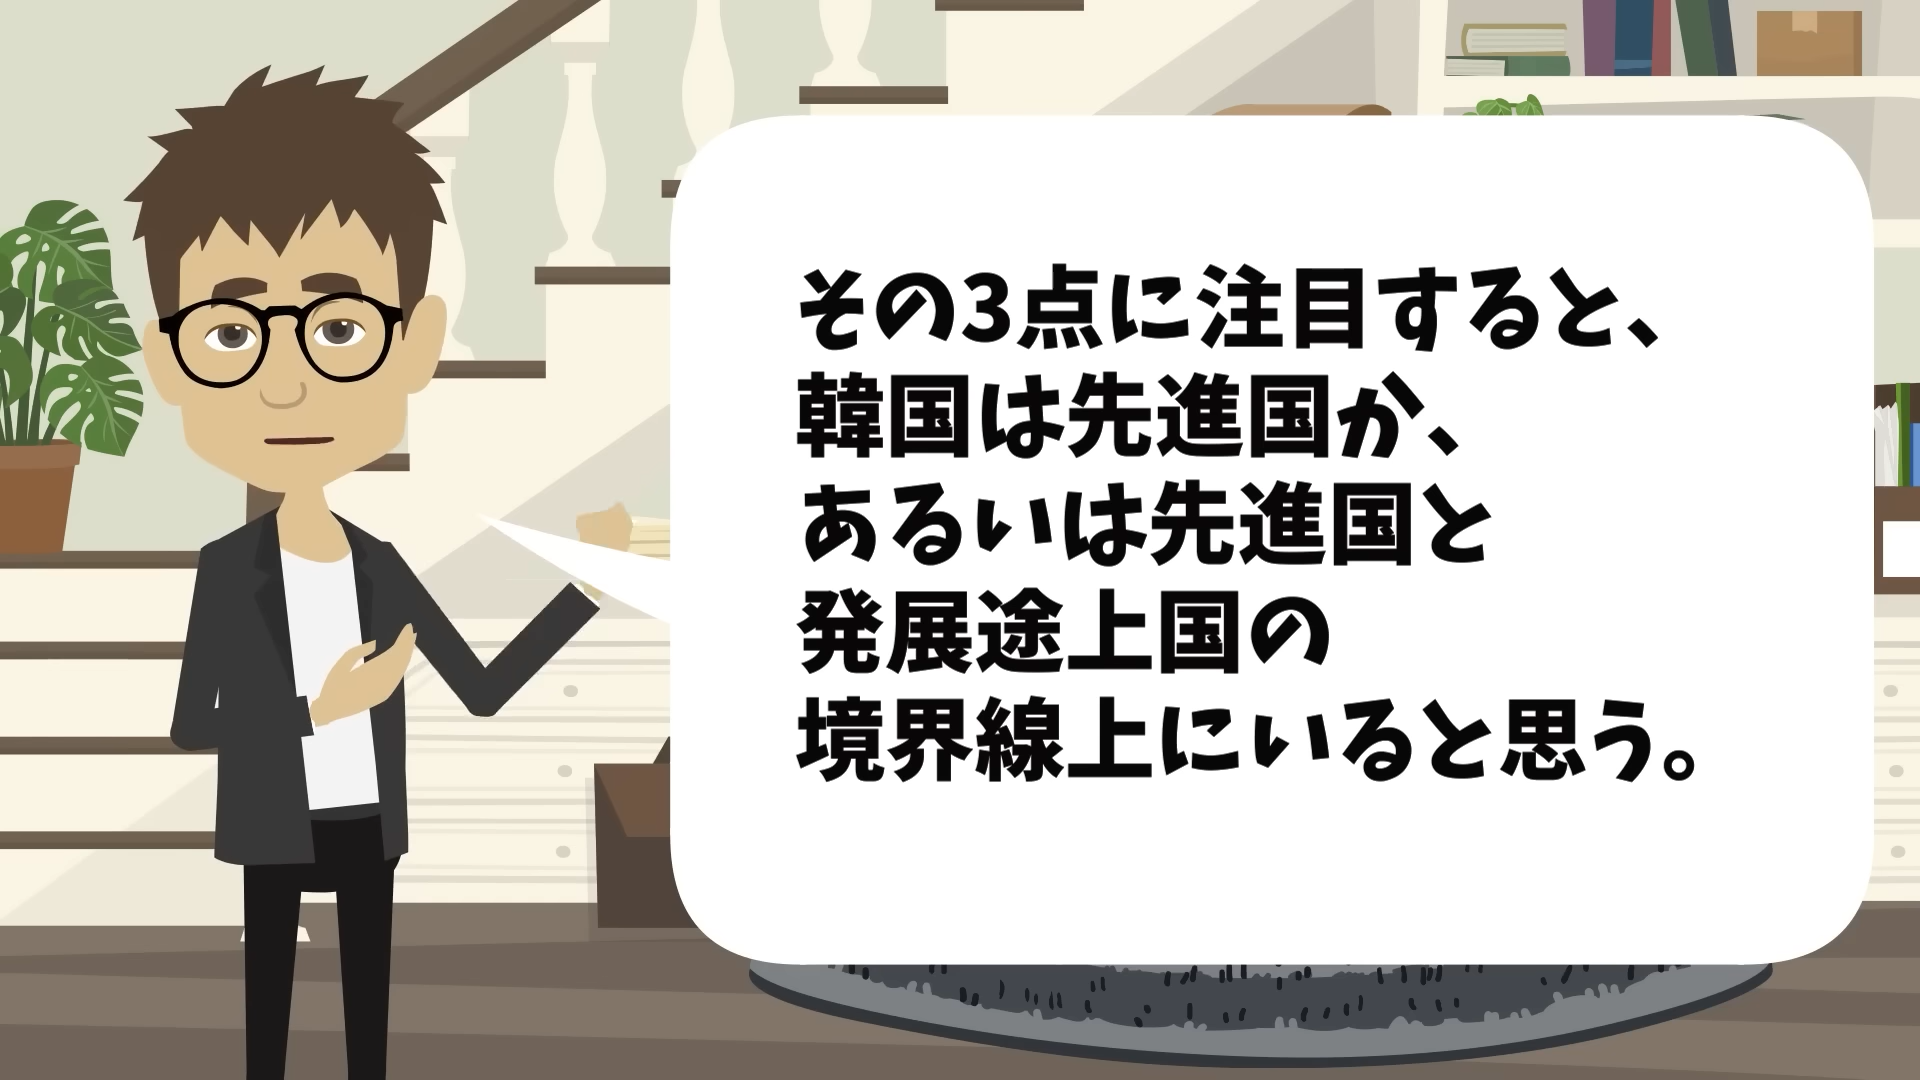 その3点に注目すると、
韓国は先進国か、
あるいは先進国と
発展途上国の
境界線上にいると思う。